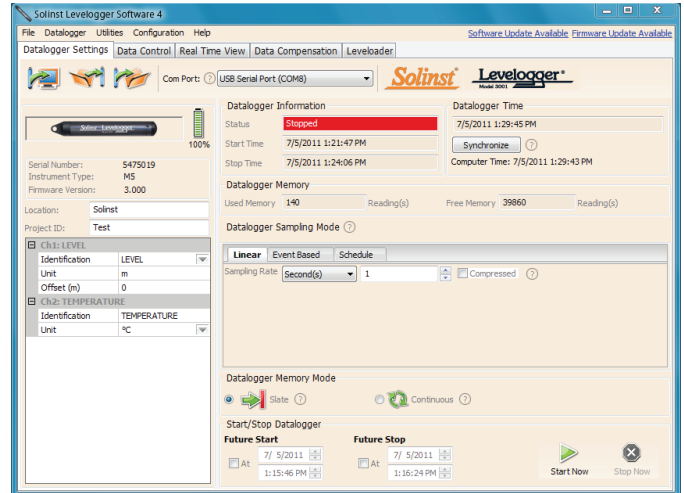 Solinst Levelogger Software 4
File Datalogger Utilities Configuration Help Software Update Available Firmware Update Available
Datalogger Settings Data Control Real Time View Data Compensation Leveloader
Com Port: ? USB Serial Port (COM8) Solinst Levelogger
Model 3001
Datalogger Information Datalogger Time
Status Stopped 7/5/2011 1:29:45 PM
Solinst Levelogger
100%
Start Time 7/5/2011 1:21:47 PM Synchronize ?
Stop Time 7/5/2011 1:24:06 PM Computer Time: 7/5/2011 1:29:43 PM
Serial Number: 5475019
Instrument Type: M5
Firmware Version: 3.000
Datalogger Memory
Used Memory 140 Reading(s) Free Memory 39860 Reading(s)
Location: Solinst
Project ID: Test
Datalogger Sampling Mode ?
Ch1: LEVEL
Identification LEVEL
Unit m
Offset (m) 0
Ch2: TEMPERATURE
Identification TEMPERATURE
Unit °C
Linear Event Based Schedule
Sampling Rate Second(s) 1 Compressed ?
Datalogger Memory Mode
Slate ? Continuous ?
Start/Stop Datalogger
Future Start Future Stop
At 7/ 5/2011 At 7/ 5/2011
1:15:46 PM 1:16:24 PM
Start Now Stop Now